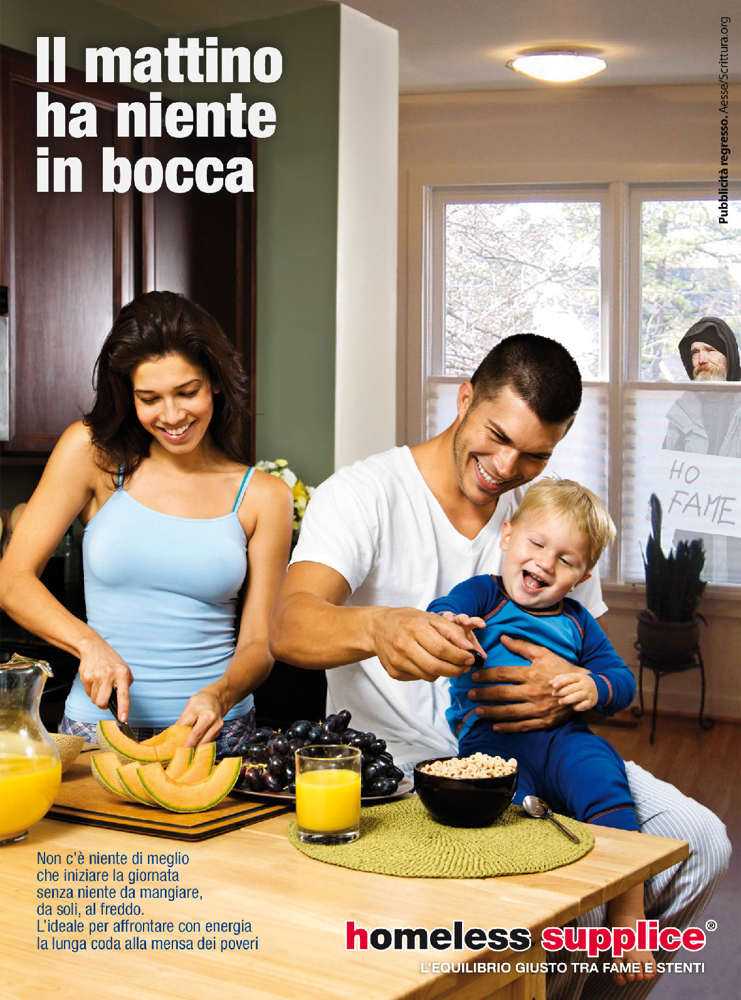 Il mattino
ha niente
in bocca
Pubblicità regresso. Aesse/Scrittura.org
HO
FAME
Non c'è niente di meglio
che iniziare la giornata
senza niente da mangiare,
da soli, al freddo.
L'ideale per affrontare con energia
la lunga coda alla mensa dei poveri
homeless supplice®
L'EQUILIBRIO GIUSTO TRA FAME E STENTI